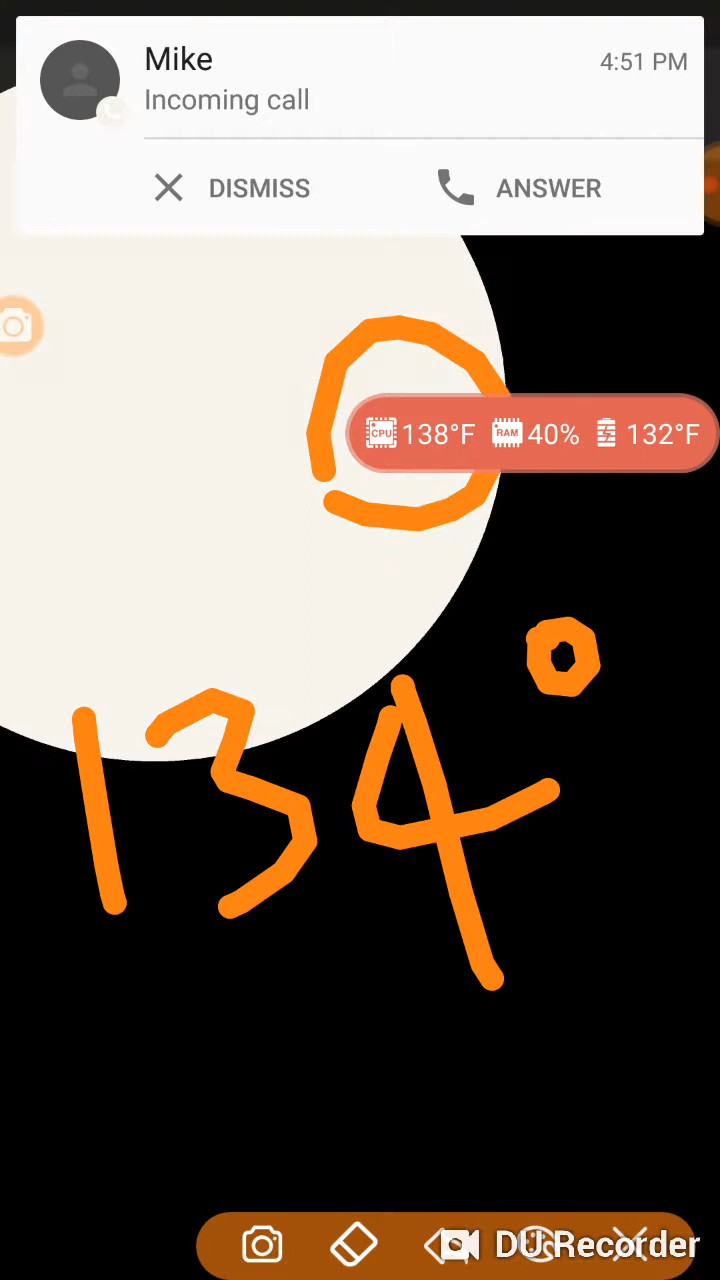 Mike
4:51 PM
Incoming call
DISMISS
ANSWER
CPU 138°F RAM 40% 132°F
134°
DU Recorder